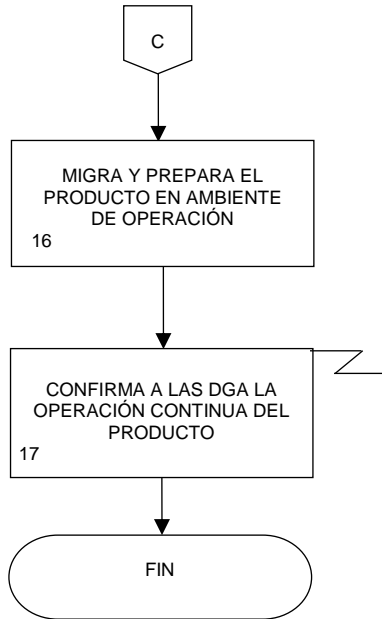 C
MIGRA Y PREPARA EL
PRODUCTO EN AMBIENTE
DE OPERACIÓN
16
CONFIRMA A LAS DGA LA
OPERACIÓN CONTINUA DEL
PRODUCTO
17
FIN